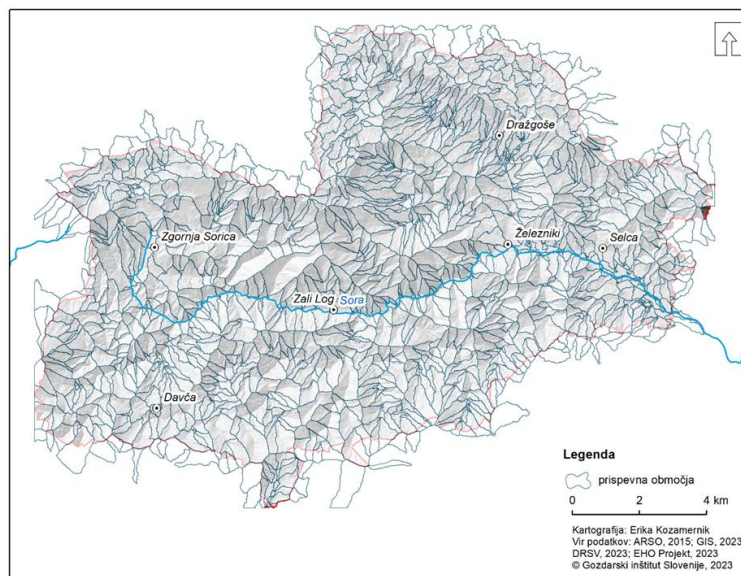 Dražgoše
Zgornja Sorica
Železniki
Selca
Zali Log
Sora
Davča
Legenda
prispevna območja
0 2 4 km
Kartografija: Erika Kozamernik
Vir podatkov: ARSO, 2015; GIS, 2023
DRSV, 2023; EHO Projekt, 2023
© Gozdarski inštitut Slovenije, 2023